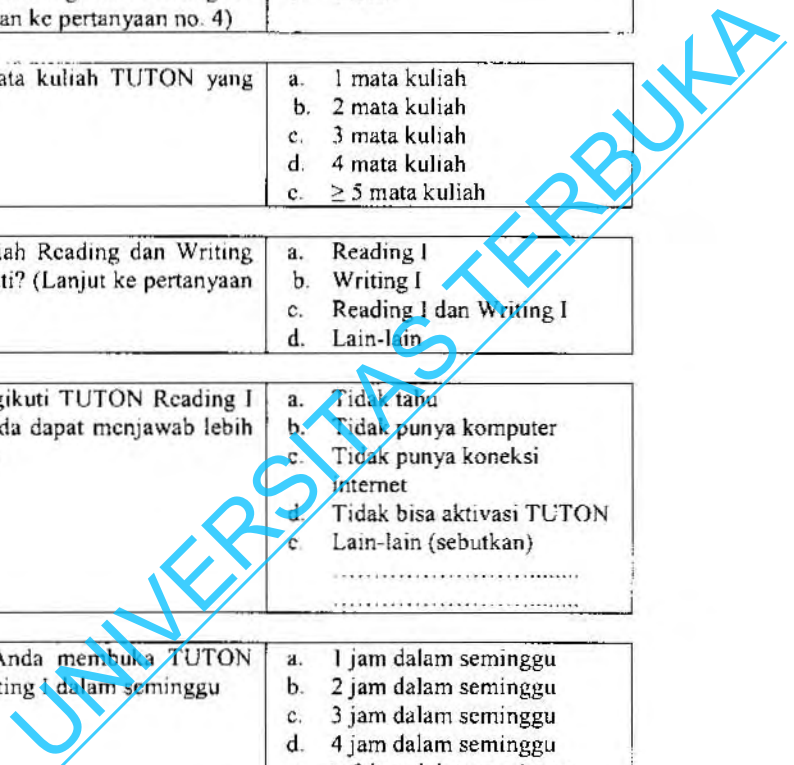 an ke pertanyaan no. 4)
ata kuliah TUTON yang
a. 1 mata kuliah
b. 2 mata kuliah
c. 3 mata kuliah
d. 4 mata kuliah
e. ≥ 5 mata kuliah
iah Reading dan Writing
ti? (Lanjut ke pertanyaan
a. Reading I
b. Writing I
c. Reading I dan Writing I
d. Lain-lain
gikuti TUTON Reading I
da dapat menjawab lebih
a. Tidak tahu
b. Tidak punya komputer
c. Tidak punya koneksi
internet
d. Tidak bisa aktivasi TUTON
e. Lain-lain (sebutkan)
Anda membuka TUTON
ting I dalam seminggu
a. 1 jam dalam seminggu
b. 2 jam dalam seminggu
c. 3 jam dalam seminggu
d. 4 jam dalam seminggu
UNIVERSITAS TERBUKA